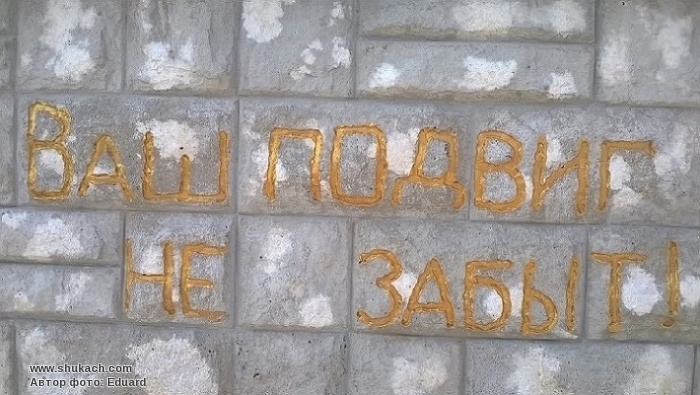 ВАШ ПОДВИГ
НЕ ЗАБЫТ!
www.shukach.com
Автор фото: Eduard